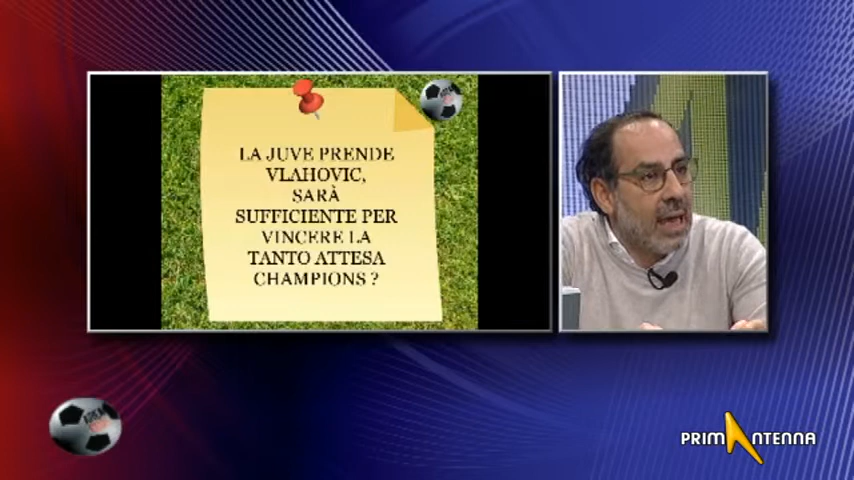 LA JUVE PRENDE
VLAHOVIC,
SARÀ
SUFFICIENTE PER
VINCERE LA
TANTO ATTESA
CHAMPIONS ?
PRIMANTENNA